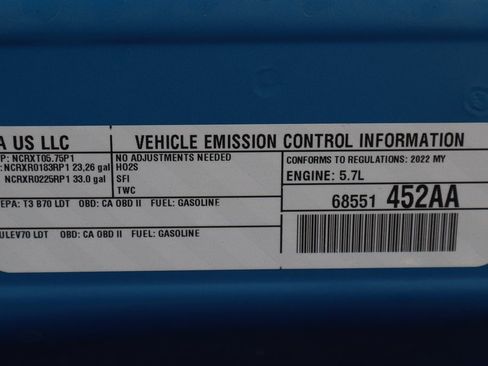 A US LLC
P: NCRXT05.75P1
NCRXR0183RP1 23,26 gal
NCRXR0225RP1 33.0 gal
EPA: T3 B70 LDT OBD: CA OBD II FUEL: GASOLINE
ULEV70 LDT OBD: CA OBD II FUEL: GASOLINE
VEHICLE EMISSION CONTROL INFORMATION
NO ADJUSTMENTS NEEDED
HO2S
SFI
TWC
CONFORMS TO REGULATIONS: 2022 MY
ENGINE: 5.7L
68551 452AA